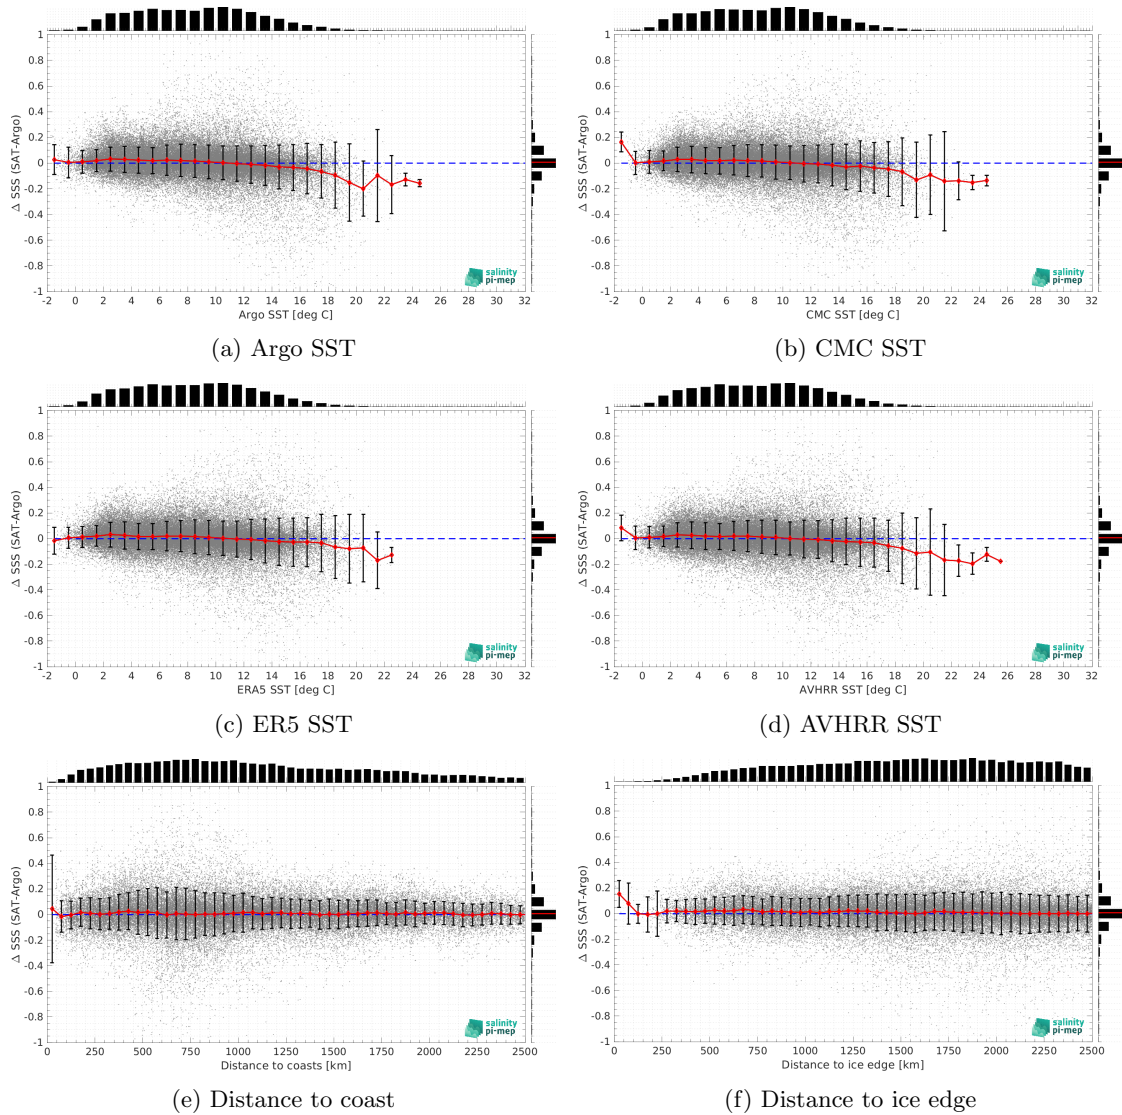 1
0.8
0.6
0.4
0.2
0
-0.2
-0.4
-0.6
-0.8
-1
Δ SSS (SAT-Argo)
salinity
pi-mep
-2 0 2 4 6 8 10 12 14 16 18 20 22 24 26 28 30 32
Argo SST [deg C]
(a) Argo SST
1
0.8
0.6
0.4
0.2
0
-0.2
-0.4
-0.6
-0.8
-1
Δ SSS (SAT-Argo)
salinity
pi-mep
-2 0 2 4 6 8 10 12 14 16 18 20 22 24 26 28 30 32
CMC SST [deg C]
(b) CMC SST
1
0.8
0.6
0.4
0.2
0
-0.2
-0.4
-0.6
-0.8
-1
Δ SSS (SAT-Argo)
salinity
pi-mep
-2 0 2 4 6 8 10 12 14 16 18 20 22 24 26 28 30 32
ERA5 SST [deg C]
(c) ER5 SST
1
0.8
0.6
0.4
0.2
0
-0.2
-0.4
-0.6
-0.8
-1
Δ SSS (SAT-Argo)
salinity
pi-mep
-2 0 2 4 6 8 10 12 14 16 18 20 22 24 26 28 30 32
AVHRR SST [deg C]
(d) AVHRR SST
1
0.8
0.6
0.4
0.2
0
-0.2
-0.4
-0.6
-0.8
-1
Δ SSS (SAT-Argo)
salinity
pi-mep
0 250 500 750 1000 1250 1500 1750 2000 2250 2500
Distance to coasts [km]
(e) Distance to coast
1
0.8
0.6
0.4
0.2
0
-0.2
-0.4
-0.6
-0.8
-1
Δ SSS (SAT-Argo)
salinity
pi-mep
0 250 500 750 1000 1250 1500 1750 2000 2250 2500
Distance to ice edge [km]
(f) Distance to ice edge